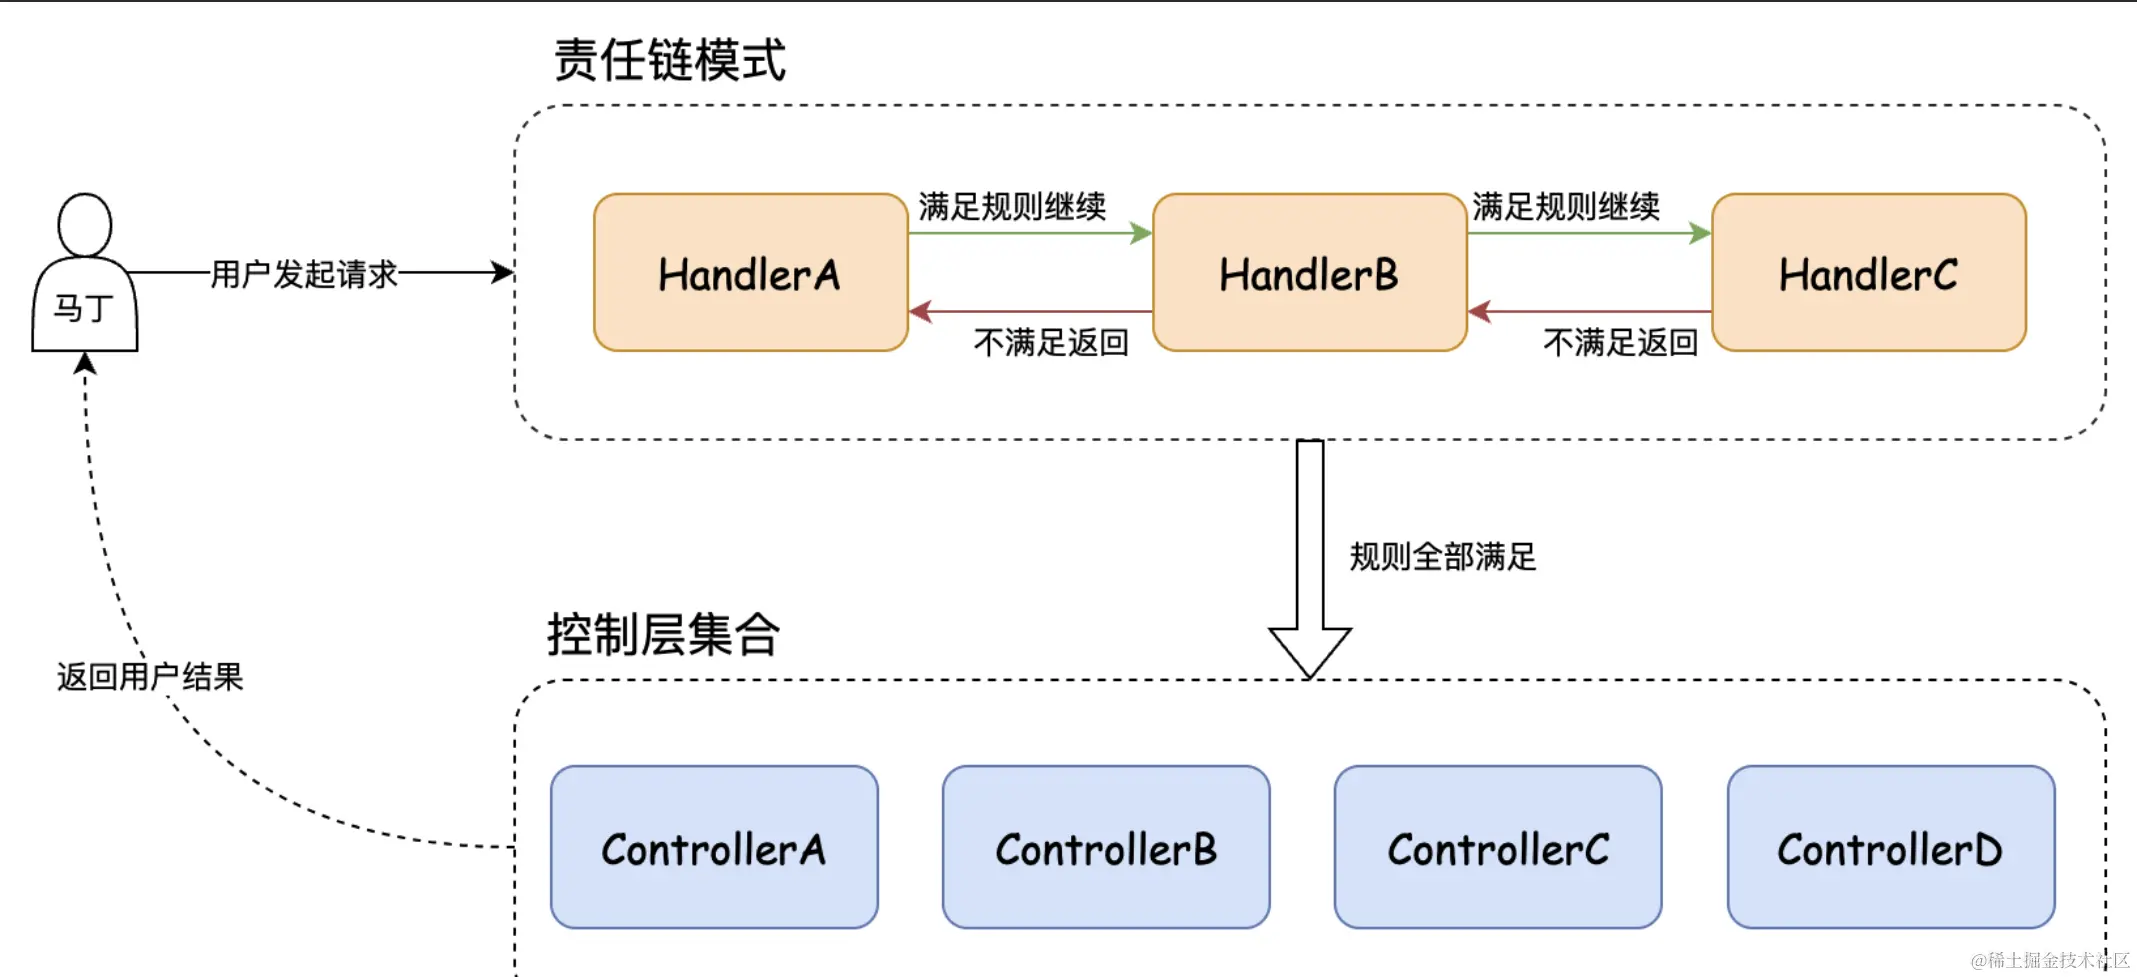 责任链模式
满足规则继续
满足规则继续
HandlerA
HandlerB
HandlerC
用户发起请求
马丁
不满足返回
不满足返回
规则全部满足
控制层集合
返回用户结果
ControllerA
ControllerB
ControllerC
ControllerD
@稀土掘金技术社区